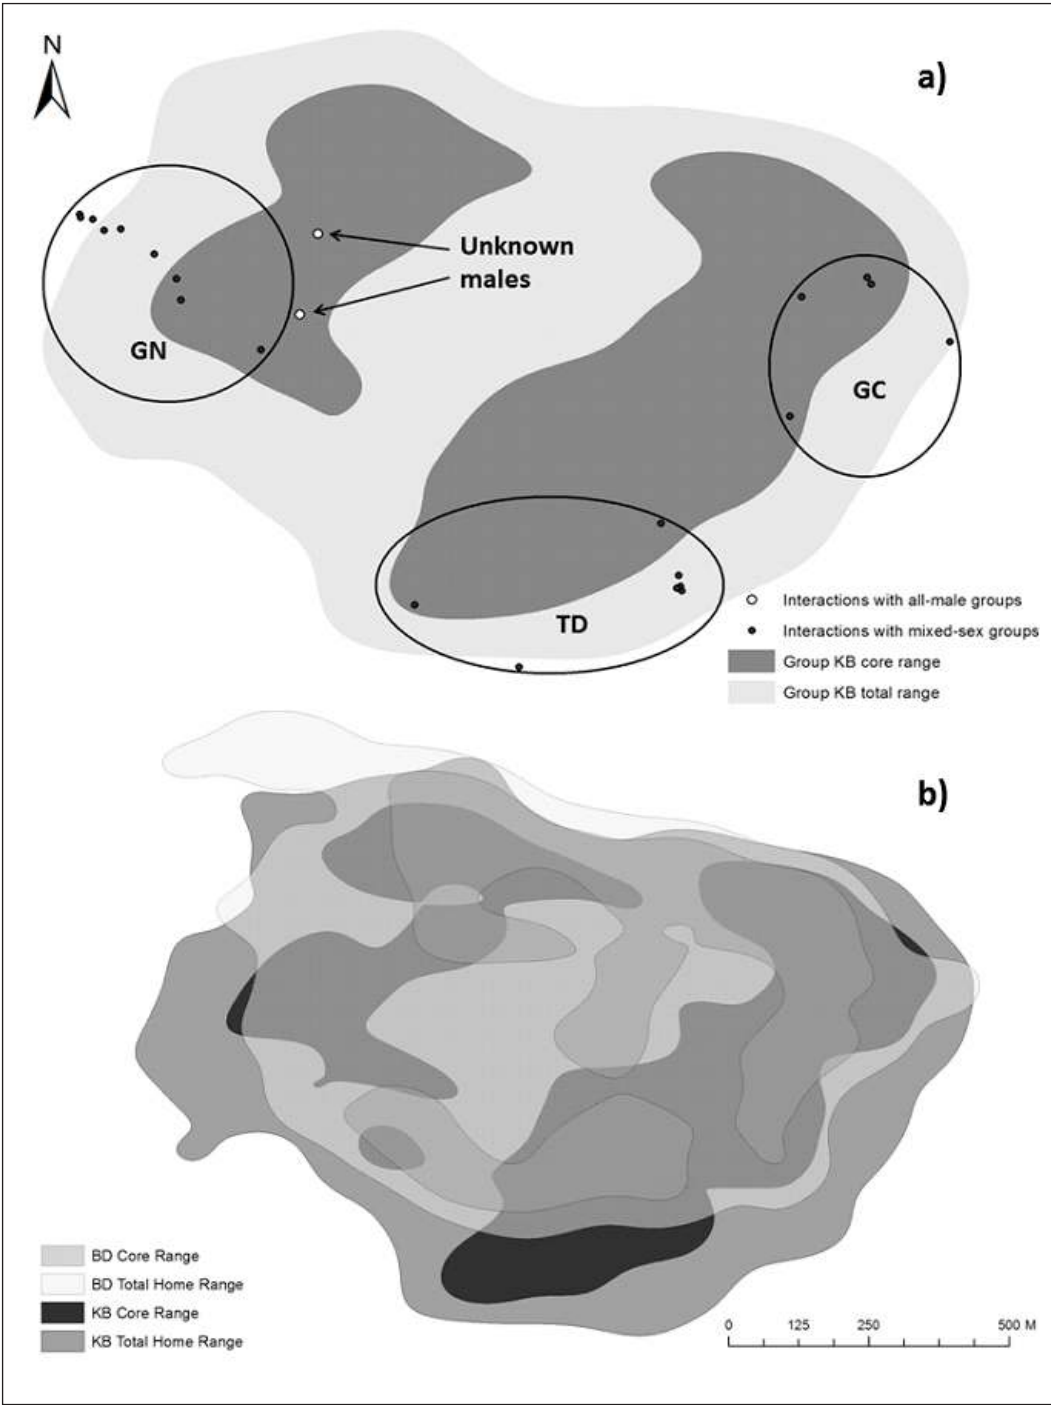 N
a)
Unknown
males
GN
GC
TD
Interactions with all-male groups
Interactions with mixed-sex groups
Group KB core range
Group KB total range
b)
BD Core Range
BD Total Home Range
KB Core Range
KB Total Home Range
0 125 250 500 M